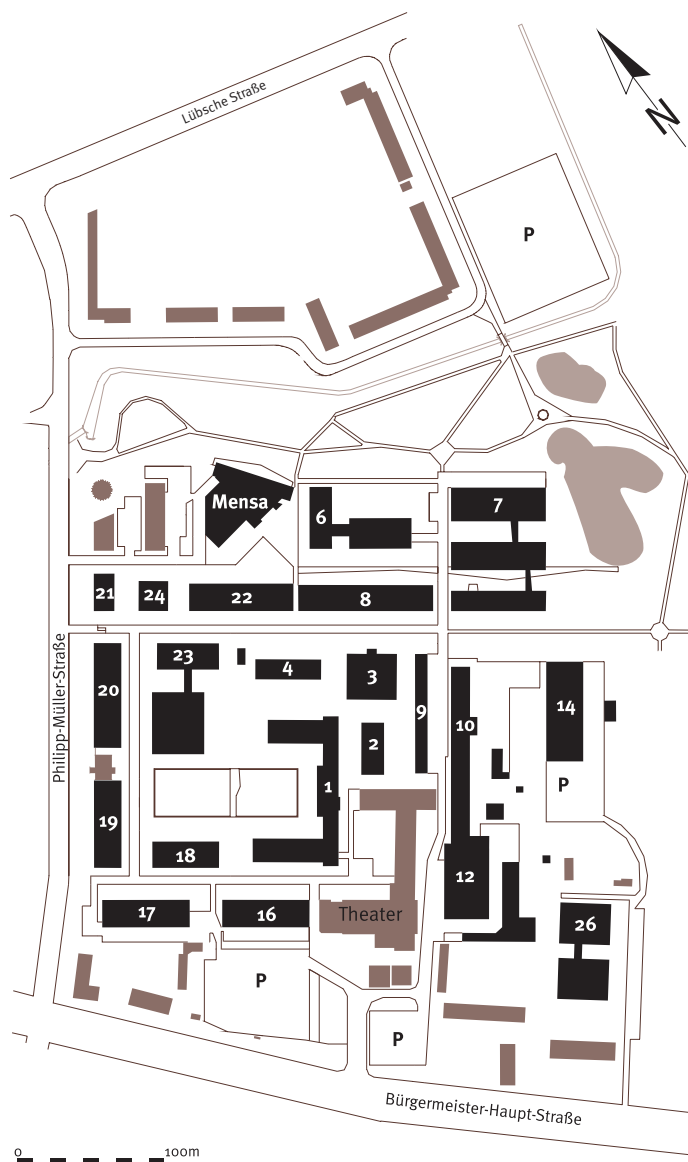 Lübsche Straße
N
P
Mensa
6
7
21
24
22
8
Philipp-Müller-Straße
20
23
4
3
9
10
14
2
1
P
19
18
12
17
16
Theater
26
P
P
Bürgermeister-Haupt-Straße
0 100m